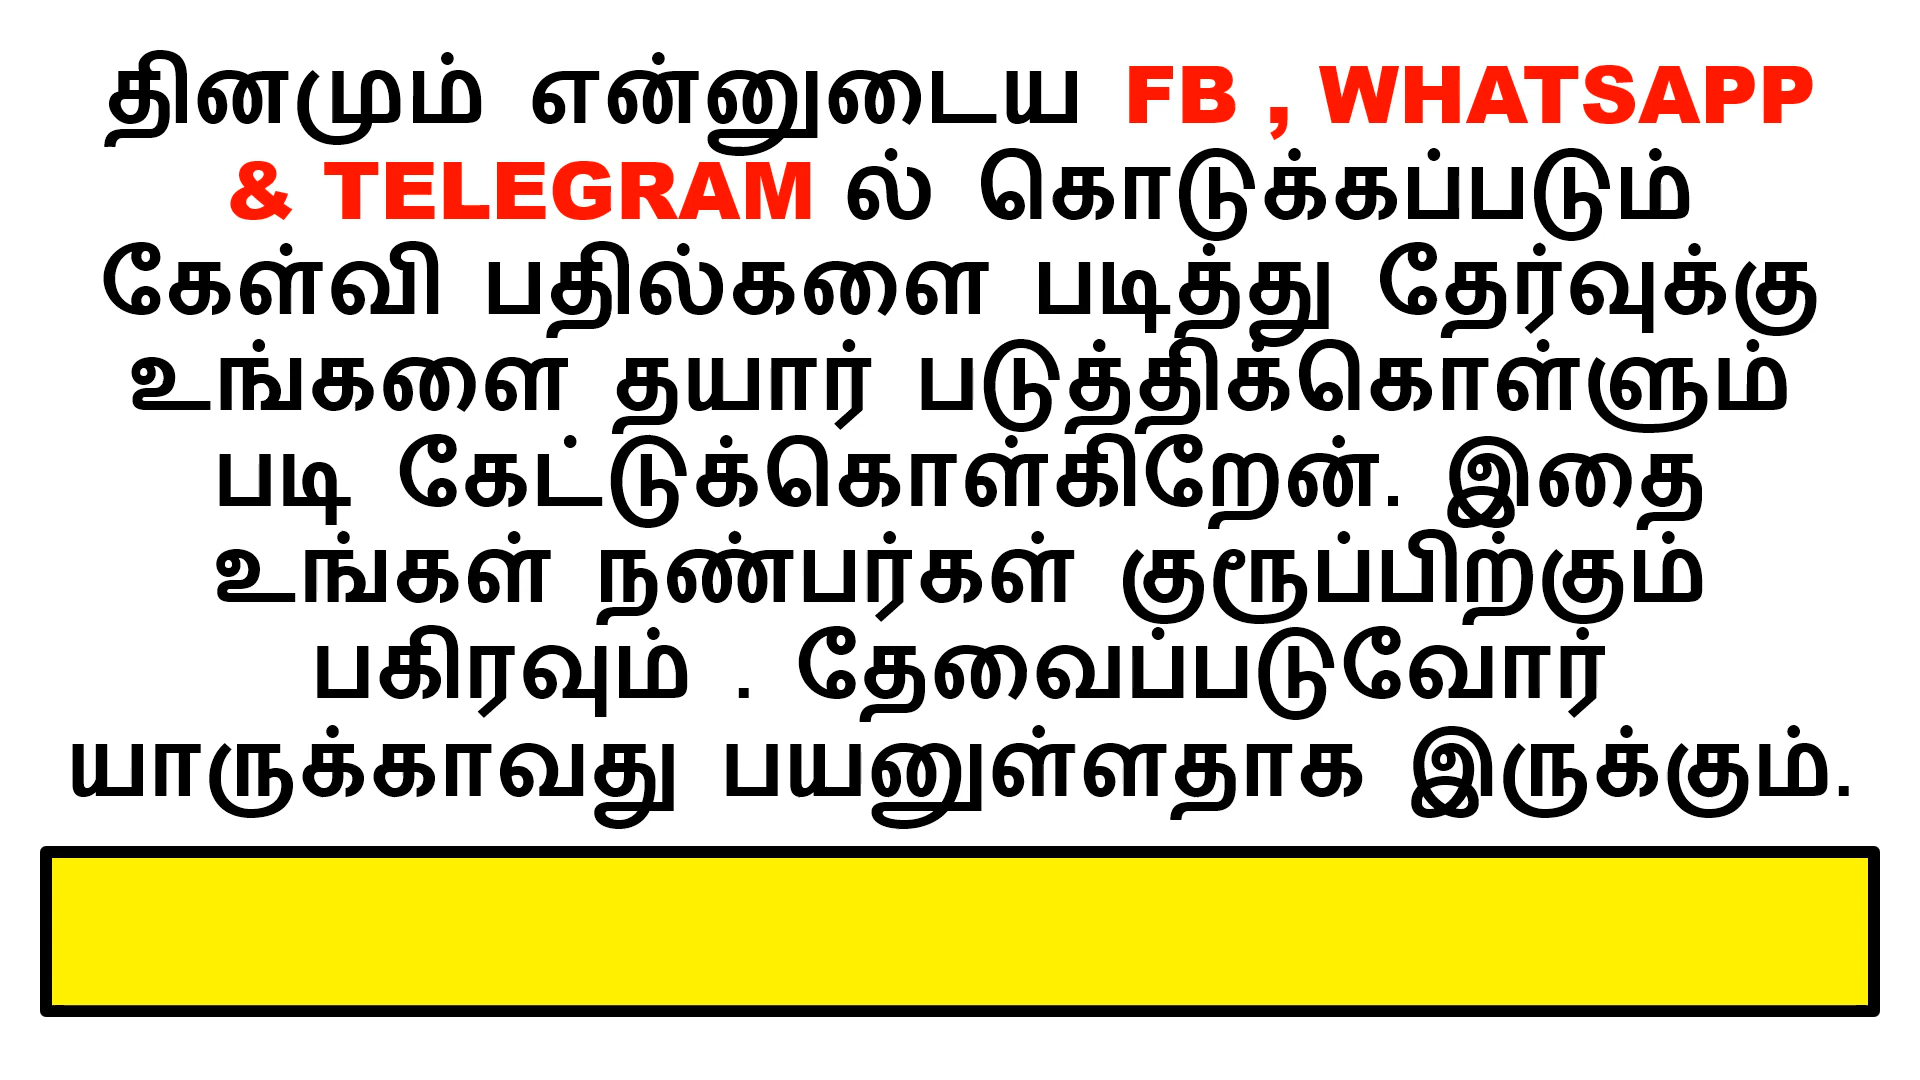 தினமும் என்னுடைய FB , WHATSAPP
& TELEGRAM ல் கொடுக்கப்படும்
கேள்வி பதில்களை படித்து தேர்வுக்கு
உங்களை தயார் படுத்திக்கொள்ளும்
படி கேட்டுக்கொள்கிறேன். இதை
உங்கள் நண்பர்கள் குரூப்பிற்கும்
பகிரவும் . தேவைப்படுவோர்
யாருக்காவது பயனுள்ளதாக இருக்கும்.